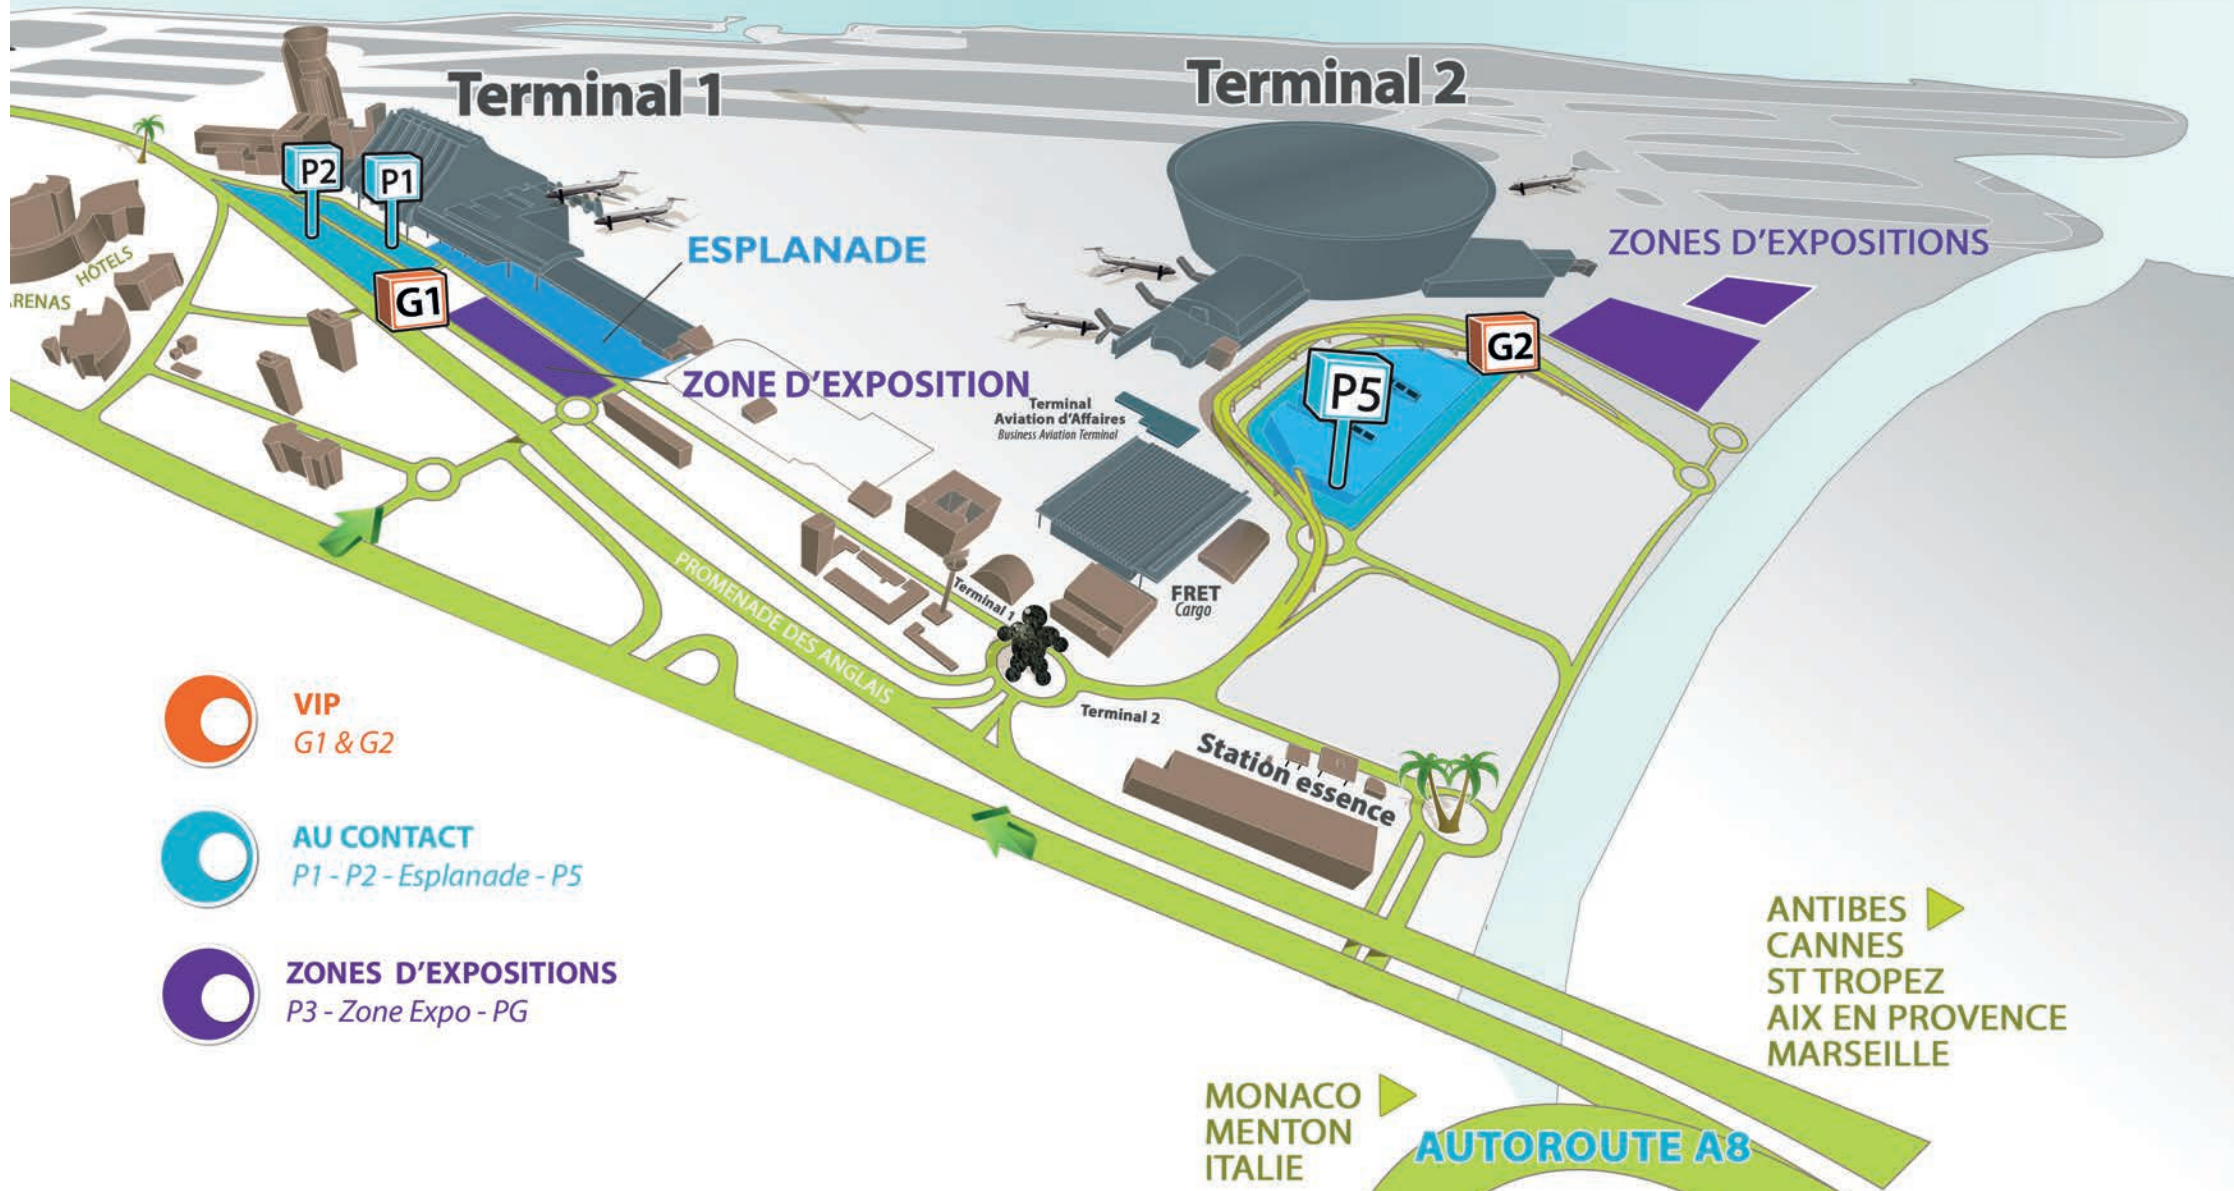 Terminal 1
Terminal 2
P2
P1
ESPLANADE
ZONES D'EXPOSITIONS
HÔTELS
G1
G2
P5
ZONE D'EXPOSITION
Terminal
Aviation d'Affaires
Business Aviation Terminal
PROMENADE DES ANGLAIS
Terminal 1
FRET
Cargo
Terminal 2
Station essence
VIP
G1 & G2
AU CONTACT
P1 - P2 - Esplanade - P5
ZONES D'EXPOSITIONS
P3 - Zone Expo - PG
ANTIBES
CANNES
ST TROPEZ
AIX EN PROVENCE
MARSEILLE
MONACO
MENTON
ITALIE
AUTOROUTE A8